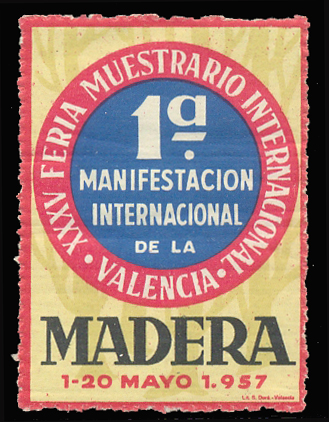 XXXV FERIA MUESTRARIO INTERNACIONAL
• VALENCIA •
1ª.
MANIFESTACION
INTERNACIONAL
DE LA
MADERA
1-20 MAYO 1.957